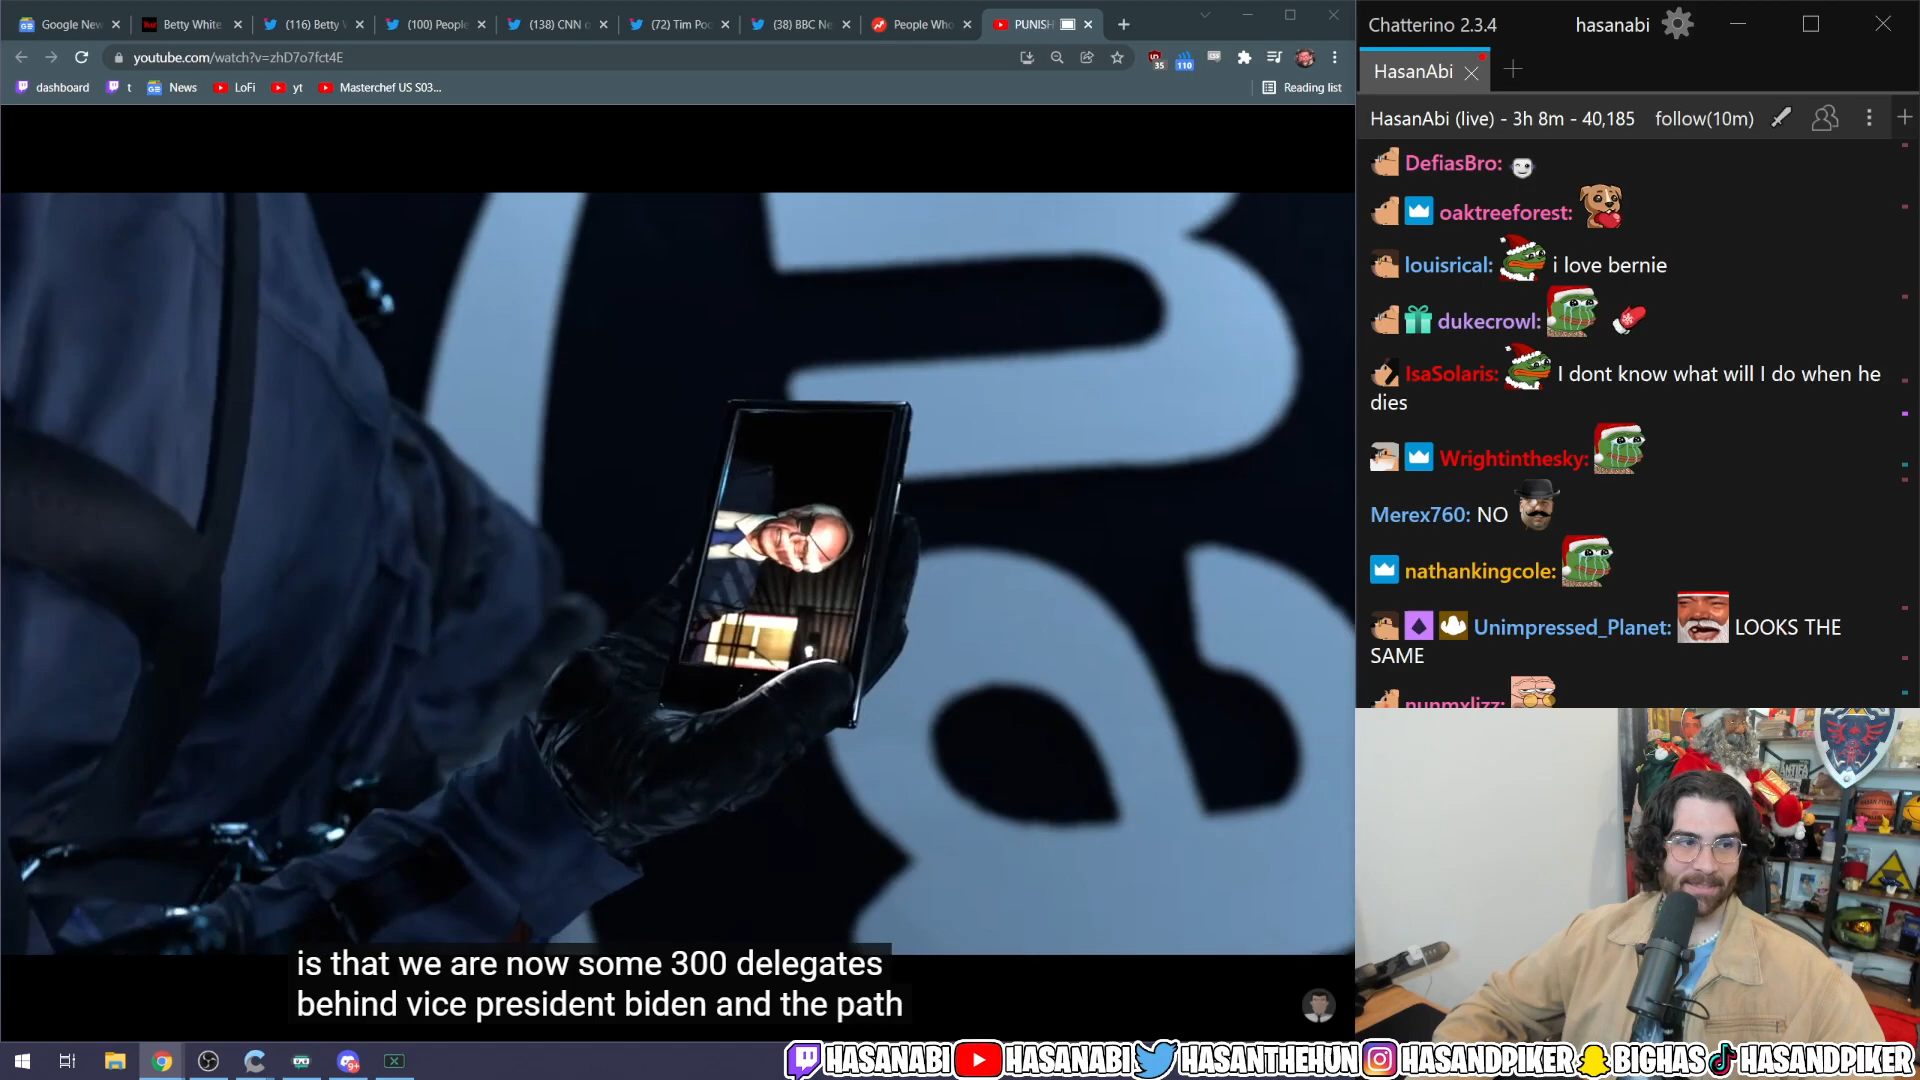 Google New
Betty White
(116) Betty
(100) People
(138) CNN
(72) Tim Poo
(38) BBC Ne
People Who
PUNISH
youtube.com/watch?v=zhD7o7fct4E
35
110
dashboard
t
News
LoFi
yt
Masterchef US S03...
Reading list
is that we are now some 300 delegates
behind vice president biden and the path
Chatterino 2.3.4
hasanabi
HasanAbi
HasanAbi (live) - 3h 8m - 40,185 follow(10m)
DefiasBro:
oaktreeforest:
louisrical: i love bernie
dukecrowl:
IsaSolaris: I dont know what will I do when he
dies
Wrightinthesky:
Merex760: NO
nathankingcole:
Unimpressed_Planet: LOOKS THE
SAME
nunmxlizz:
9+
HASANABI HASANABI HASANTHEHUN HASANDPIKER BIGHAS HASANDPIKER